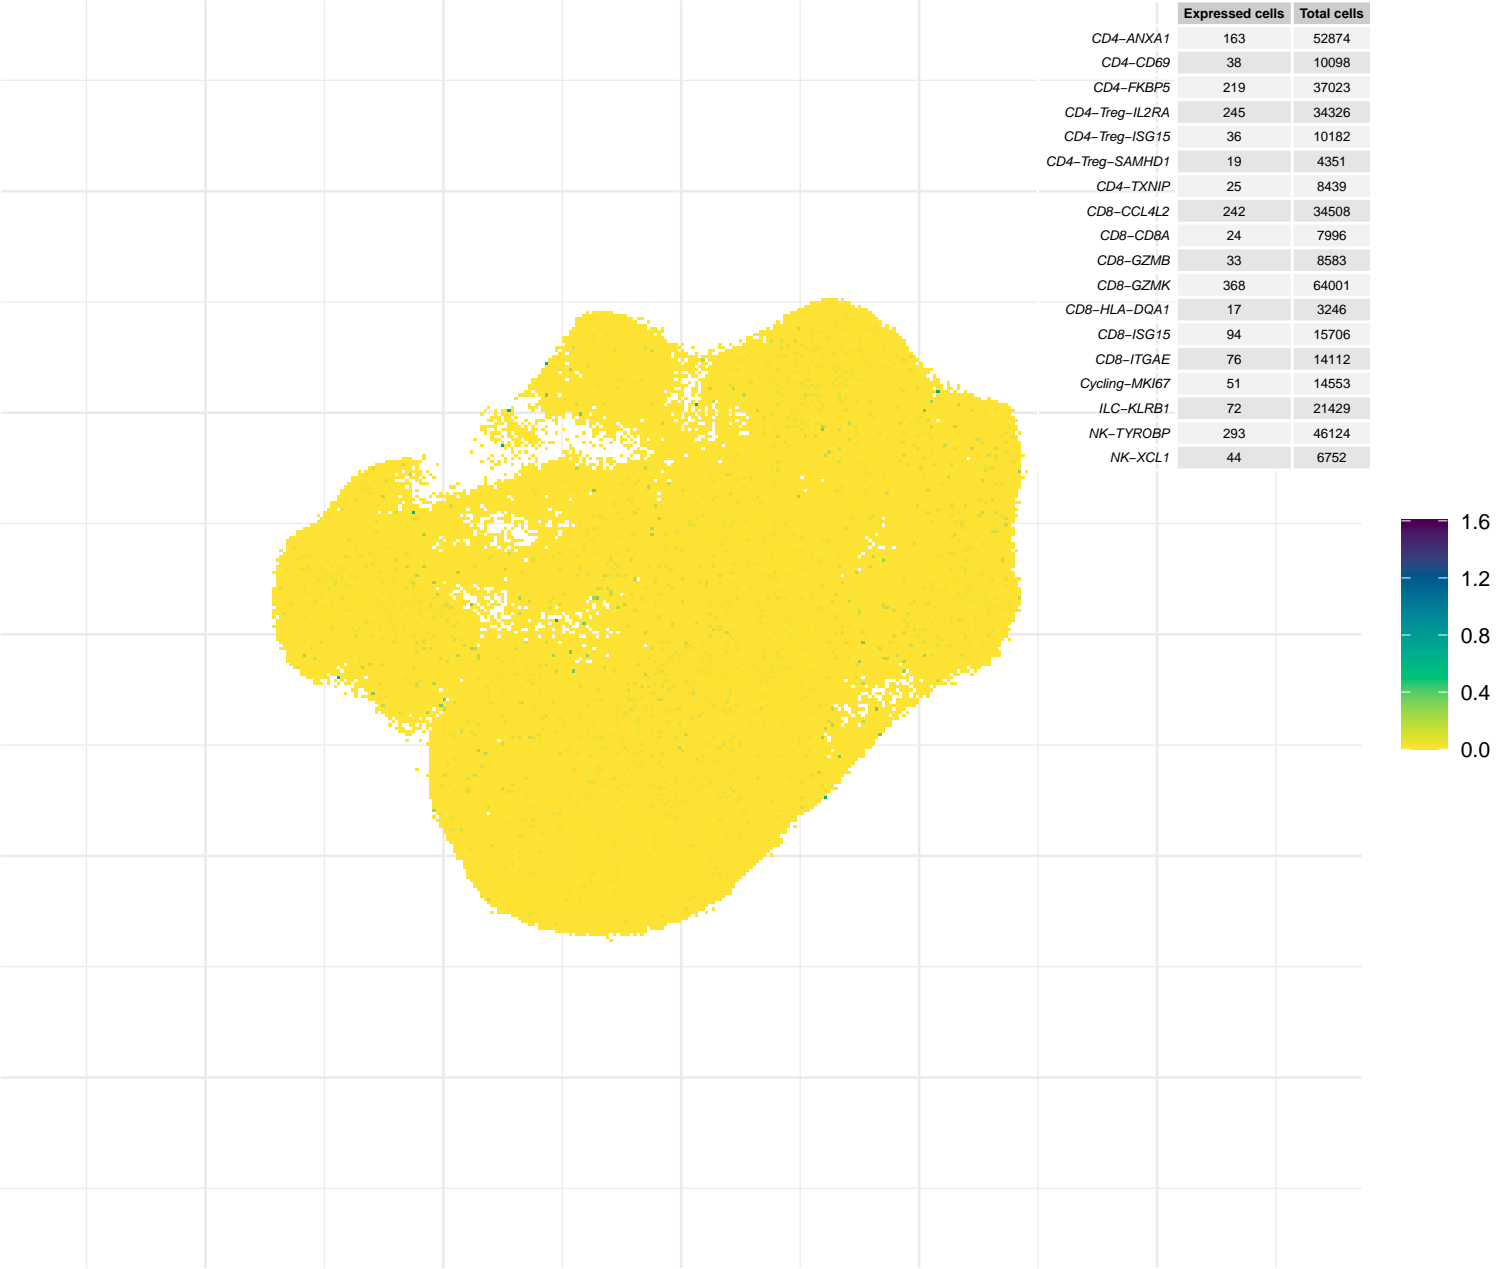 Expressed cells Total cells
CD4−ANXA1 163 52874
CD4−CD69 38 10098
CD4−FKBP5 219 37023
CD4−Treg−IL2RA 245 34326
CD4−Treg−ISG15 36 10182
CD4−Treg−SAMHD1 19 4351
CD4−TXNIP 25 8439
CD8−CCL4L2 242 34508
CD8−CD8A 24 7996
CD8−GZMB 33 8583
CD8−GZMK 368 64001
CD8−HLA−DQA1 17 3246
CD8−ISG15 94 15706
CD8−ITGAE 76 14112
Cycling−MKI67 51 14553
ILC−KLRB1 72 21429
NK−TYROBP 293 46124
NK−XCL1 44 6752
1.6
1.2
0.8
0.4
0.0